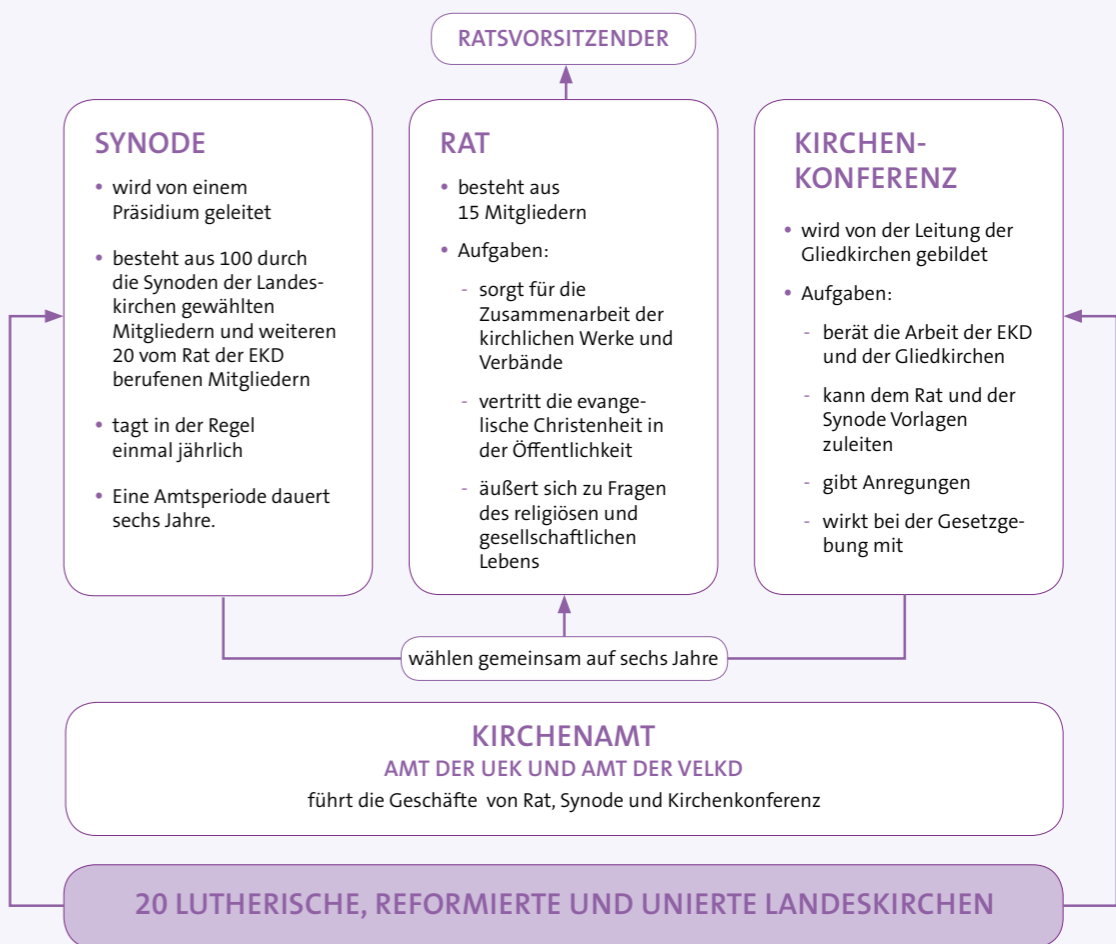 RATSVORSITZENDER
SYNODE
• wird von einem
Präsidium geleitet
• besteht aus 100 durch
die Synoden der Landes-
kirchen gewählten
Mitgliedern und weiteren
20 vom Rat der EKD
berufenen Mitgliedern
• tagt in der Regel
einmal jährlich
• Eine Amtsperiode dauert
sechs Jahre.
RAT
• besteht aus
15 Mitgliedern
• Aufgaben:
- sorgt für die
Zusammenarbeit der
kirchlichen Werke und
Verbände
- vertritt die evange-
lische Christenheit in
der Öffentlichkeit
- äußert sich zu Fragen
des religiösen und
gesellschaftlichen
Lebens
KIRCHEN-
KONFERENZ
• wird von der Leitung der
Gliedkirchen gebildet
• Aufgaben:
- berät die Arbeit der EKD
und der Gliedkirchen
- kann dem Rat und der
Synode Vorlagen
zuleiten
- gibt Anregungen
- wirkt bei der Gesetzge-
bung mit
wählen gemeinsam auf sechs Jahre
KIRCHENAMT
AMT DER UEK UND AMT DER VELKD
führt die Geschäfte von Rat, Synode und Kirchenkonferenz
20 LUTHERISCHE, REFORMIERTE UND UNIERTE LANDESKIRCHEN